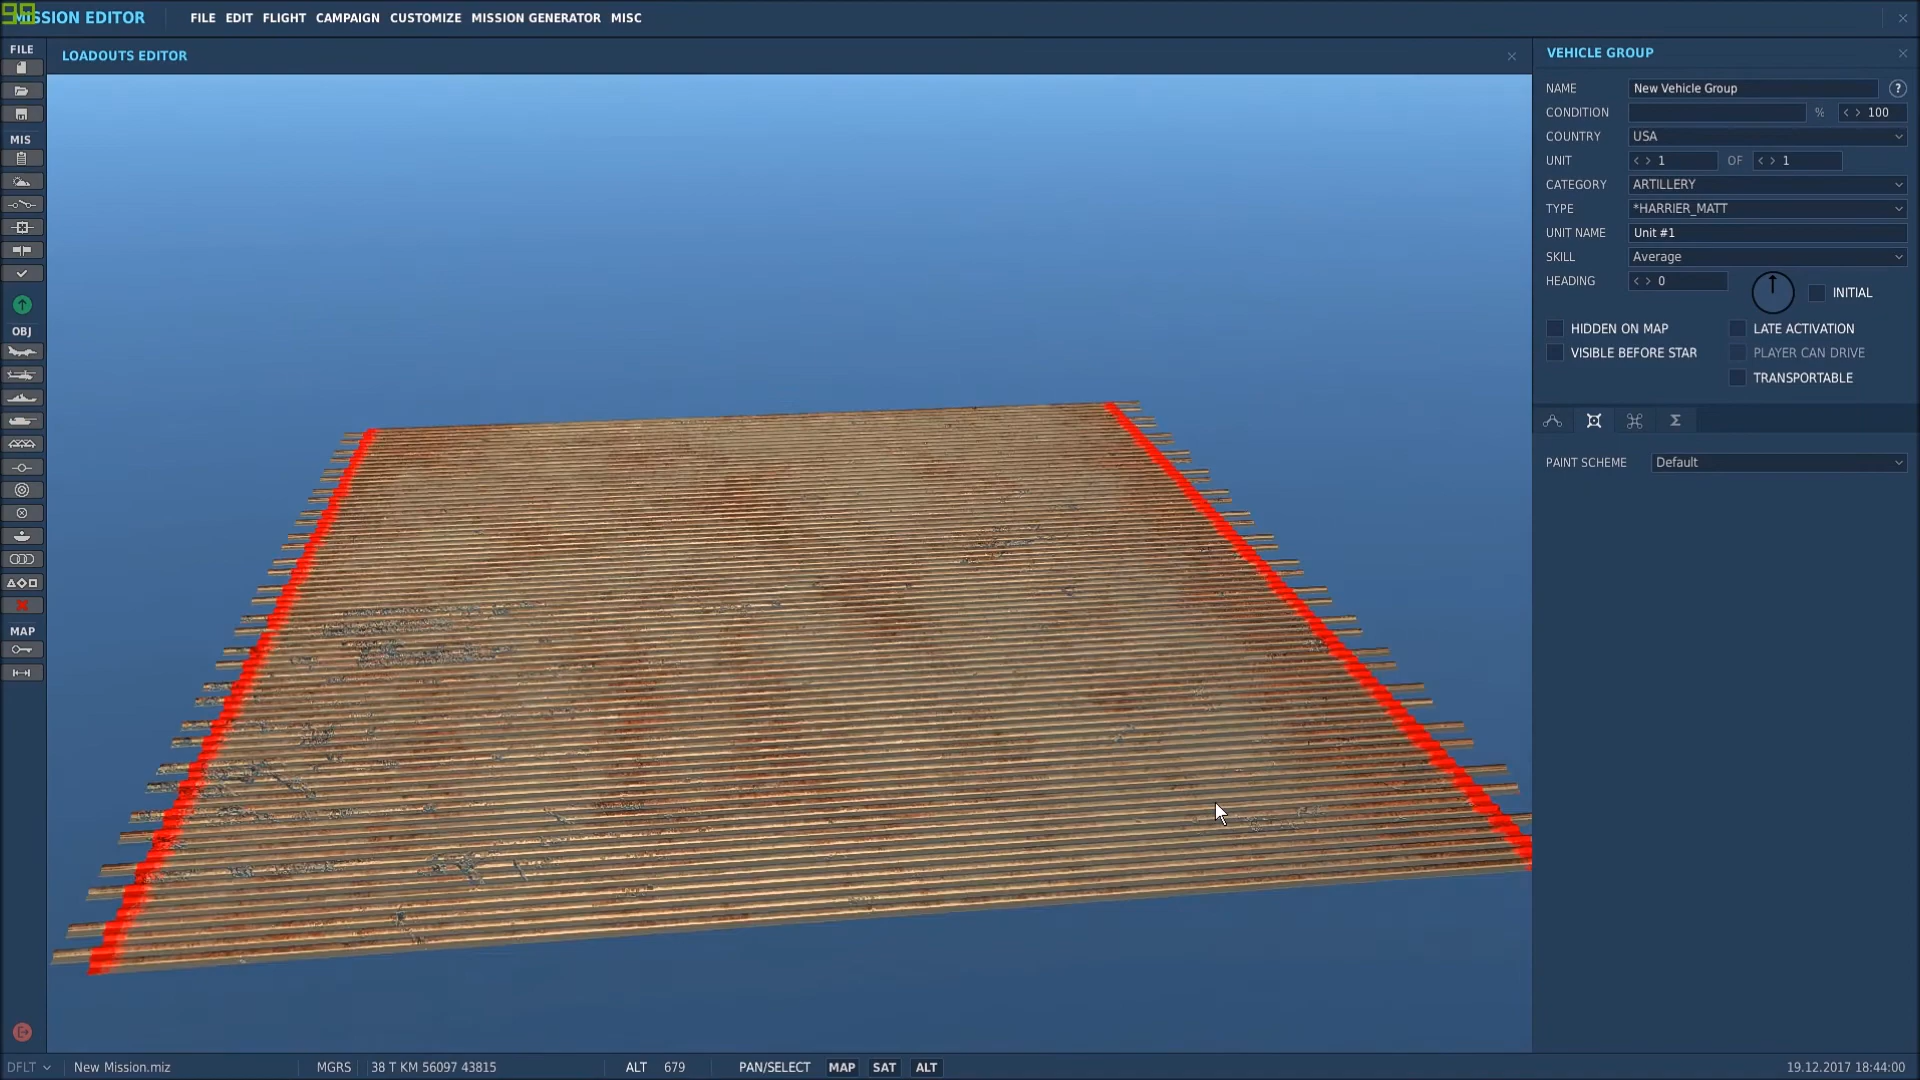 99
MISSION EDITOR
FILE EDIT FLIGHT CAMPAIGN CUSTOMIZE MISSION GENERATOR MISC
FILE
MIS
OBJ
MAP
LOADOUTS EDITOR
VEHICLE GROUP
NAME New Vehicle Group ?
CONDITION % < > 100
COUNTRY USA
UNIT < > 1 OF < > 1
CATEGORY ARTILLERY
TYPE *HARRIER_MATT
UNIT NAME Unit #1
SKILL Average
HEADING < > 0 INITIAL
HIDDEN ON MAP LATE ACTIVATION
VISIBLE BEFORE STAR PLAYER CAN DRIVE
TRANSPORTABLE
Σ
PAINT SCHEME Default
DFLT New Mission.miz MGRS 38 T KM 56097 43815 ALT 679 PAN/SELECT MAP SAT ALT 19.12.2017 18:44:00